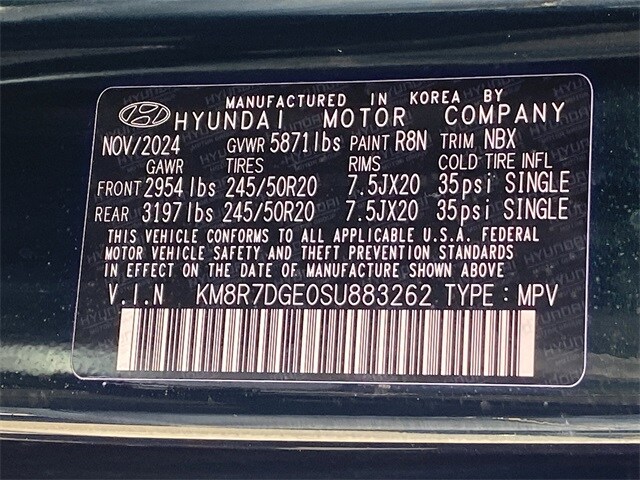 MANUFACTURED IN KOREA BY
HYUNDAI MOTOR COMPANY
NOV/2024 GVWR 5871lbs PAINT R8N TRIM NBX
GAWR TIRES RIMS COLD TIRE INFL
FRONT 2954lbs 245/50R20 7.5JX20 35psi SINGLE
REAR 3197lbs 245/50R20 7.5JX20 35psi SINGLE
THIS VEHICLE CONFORMS TO ALL APPLICABLE U.S.A. FEDERAL
MOTOR VEHICLE SAFETY AND THEFT PREVENTION STANDARDS
IN EFFECT ON THE DATE OF MANUFACTURE SHOWN ABOVE.
V.I.N KM8R7DGE0SU883262 TYPE : MPV